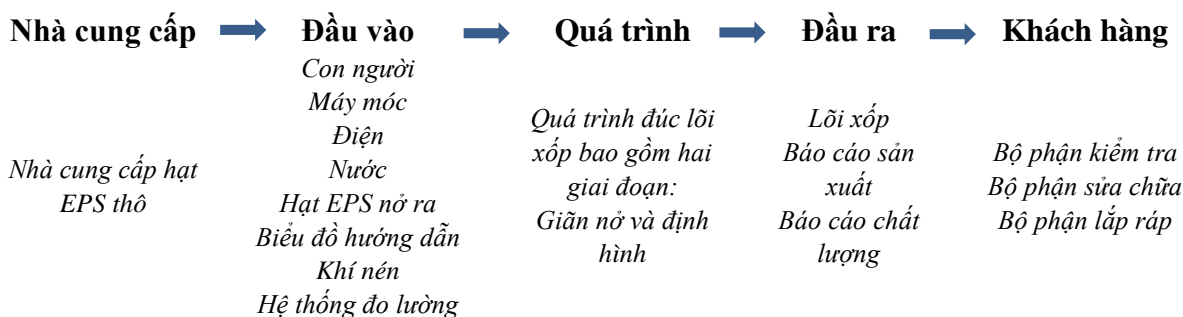 Nhà cung cấp
Đầu vào
Quá trình
Đầu ra
Khách hàng
Nhà cung cấp hạt
EPS thô
Con người
Máy móc
Điện
Nước
Hạt EPS nở ra
Biểu đồ hướng dẫn
Khí nén
Hệ thống đo lường
Quá trình đúc lõi
xốp bao gồm hai
giai đoạn:
Giãn nở và định
hình
Lõi xốp
Báo cáo sản
xuất
Báo cáo chất
lượng
Bộ phận kiểm tra
Bộ phận sửa chữa
Bộ phận lắp ráp